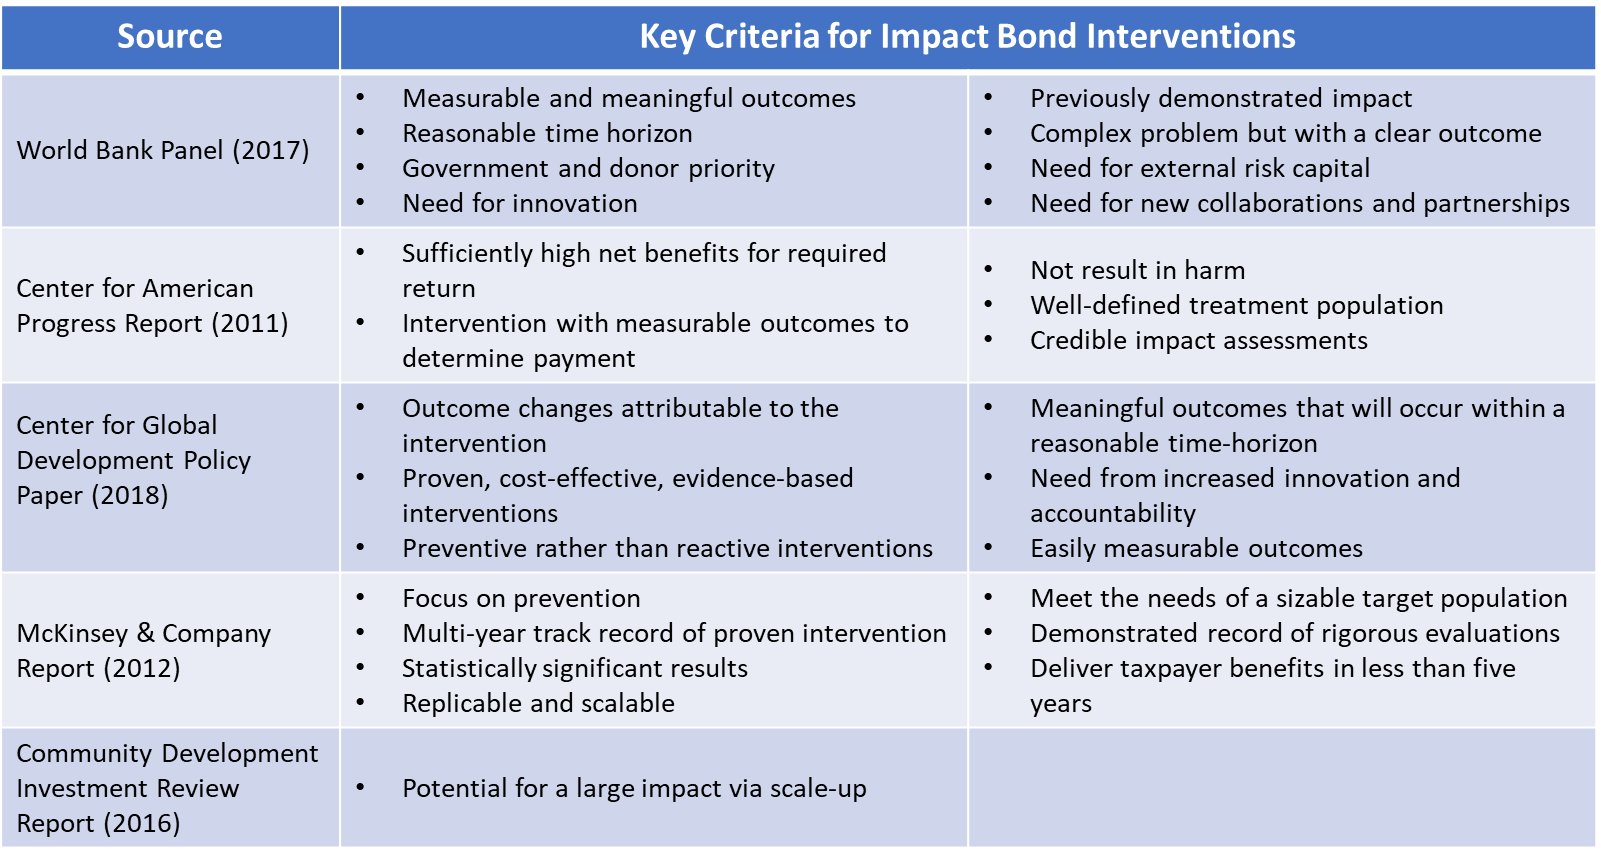 Source
Key Criteria for Impact Bond Interventions
World Bank Panel (2017)
• Measurable and meaningful outcomes
• Reasonable time horizon
• Government and donor priority
• Need for innovation
• Previously demonstrated impact
• Complex problem but with a clear outcome
• Need for external risk capital
• Need for new collaborations and partnerships
Center for American
Progress Report (2011)
• Sufficiently high net benefits for required
return
• Intervention with measurable outcomes to
determine payment
• Not result in harm
• Well-defined treatment population
• Credible impact assessments
Center for Global
Development Policy
Paper (2018)
• Outcome changes attributable to the
intervention
• Proven, cost-effective, evidence-based
interventions
• Preventive rather than reactive interventions
• Meaningful outcomes that will occur within a
reasonable time-horizon
• Need from increased innovation and
accountability
• Easily measurable outcomes
McKinsey & Company
Report (2012)
• Focus on prevention
• Multi-year track record of proven intervention
• Statistically significant results
• Replicable and scalable
• Meet the needs of a sizable target population
• Demonstrated record of rigorous evaluations
• Deliver taxpayer benefits in less than five
years
Community Development
Investment Review
Report (2016)
• Potential for a large impact via scale-up